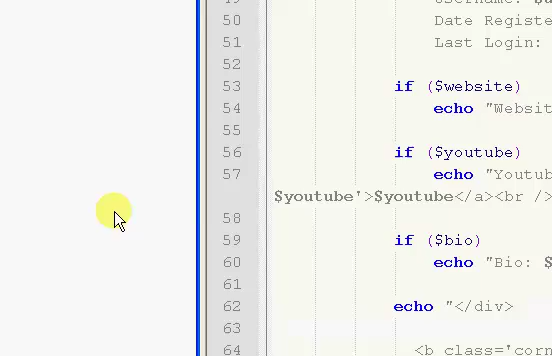 50 Date Registe
51 Last Login:
52
53 if ($website)
54 echo "Websit
55
56 if ($youtube)
57 echo "Youtub
$youtube'>$youtube</a><br />
58
59 if ($bio)
60 echo "Bio: $
61
62 echo "</div>
63
64 <b class='corn